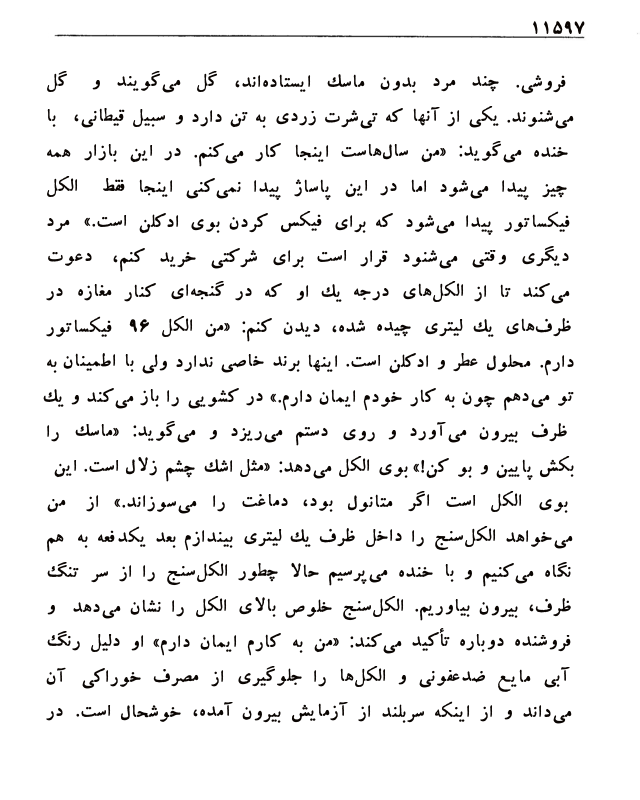 ۱۱۵۹۷
فروشی. چند مرد بدون ماسك ایستاده‌اند، گل می‌گویند و گل
می‌شنوند. یکی از آنها که تی‌شرت زردی به تن دارد و سبیل قیطانی، با
خنده می‌گوید: «من سال‌هاست اینجا کار می‌کنم. در این بازار همه
چیز پیدا می‌شود اما در این پاساژ پیدا نمی‌کنی اینجا فقط الکل
فیکساتور پیدا می‌شود که برای فیکس کردن بوی ادکلن است.» مرد
دیگری وقتی می‌شنود قرار است برای شرکتی خرید کنم، دعوت
می‌کند تا از الکل‌های درجه یك او که در گنجه‌ای کنار مغازه در
ظرف‌های یك لیتری چیده شده، دیدن کنم: «من الکل ۹۶ فیکساتور
دارم. محلول عطر و ادکلن است. اینها برند خاصی ندارد ولی با اطمینان به
تو می‌دهم چون به کار خودم ایمان دارم.» در کشویی را باز می‌کند و یك
ظرف بیرون می‌آورد و روی دستم می‌ریزد و می‌گوید: «ماسك را
بکش پایین و بو کن!» بوی الکل می‌دهد: «مثل اشك چشم زلال است. این
بوی الکل است اگر متانول بود، دماغت را می‌سوزاند.» از من
می‌خواهد الکل‌سنج را داخل ظرف یك لیتری بیندازم بعد یکدفعه به هم
نگاه می‌کنیم و با خنده می‌پرسیم حالا چطور الکل‌سنج را از سر تنگ
ظرف، بیرون بیاوریم. الکل‌سنج خلوص بالای الکل را نشان می‌دهد و
فروشنده دوباره تأکید می‌کند: «من به کارم ایمان دارم» او دلیل رنگ
آبی مایع ضدعفونی و الکل‌ها را جلوگیری از مصرف خوراکی آن
می‌داند و از اینکه سربلند از آزمایش بیرون آمده، خوشحال است. در